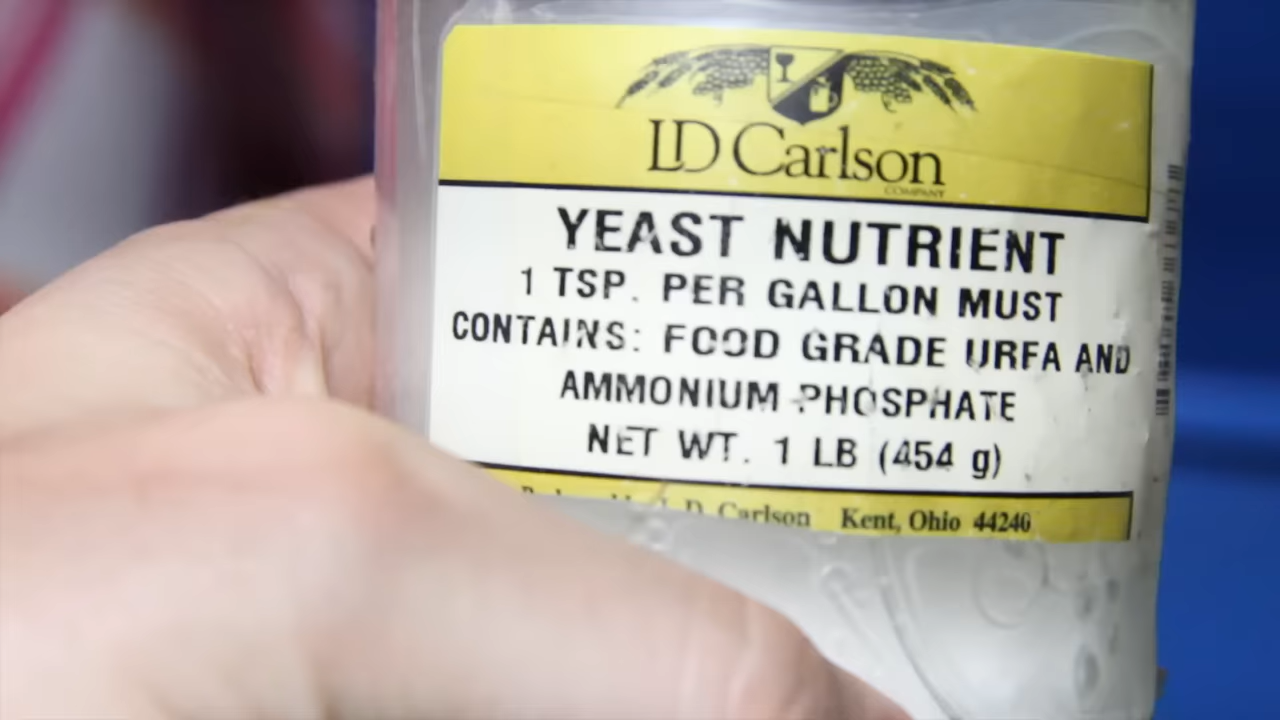 LD Carlson
COMPANY
YEAST NUTRIENT
1 TSP. PER GALLON MUST
CONTAINS: FOOD GRADE UREA AND
AMMONIUM PHOSPHATE
NET WT. 1 LB (454 g)
L D Carlson Kent, Ohio 44240